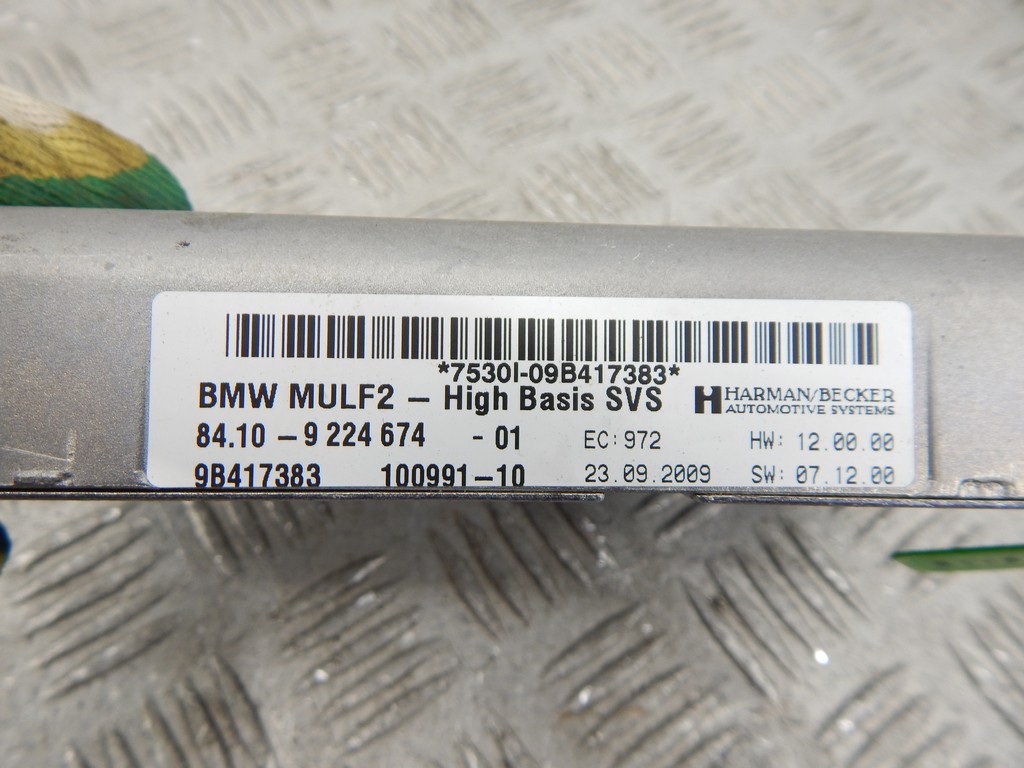 *7530I-09B417383*
BMW MULF2 – High Basis SVS
HARMAN/BECKER
AUTOMOTIVE SYSTEMS
84.10 – 9 224 674 - 01 EC: 972 HW: 12.00.00
9B417383 100991–10 23.09.2009 SW: 07.12.00